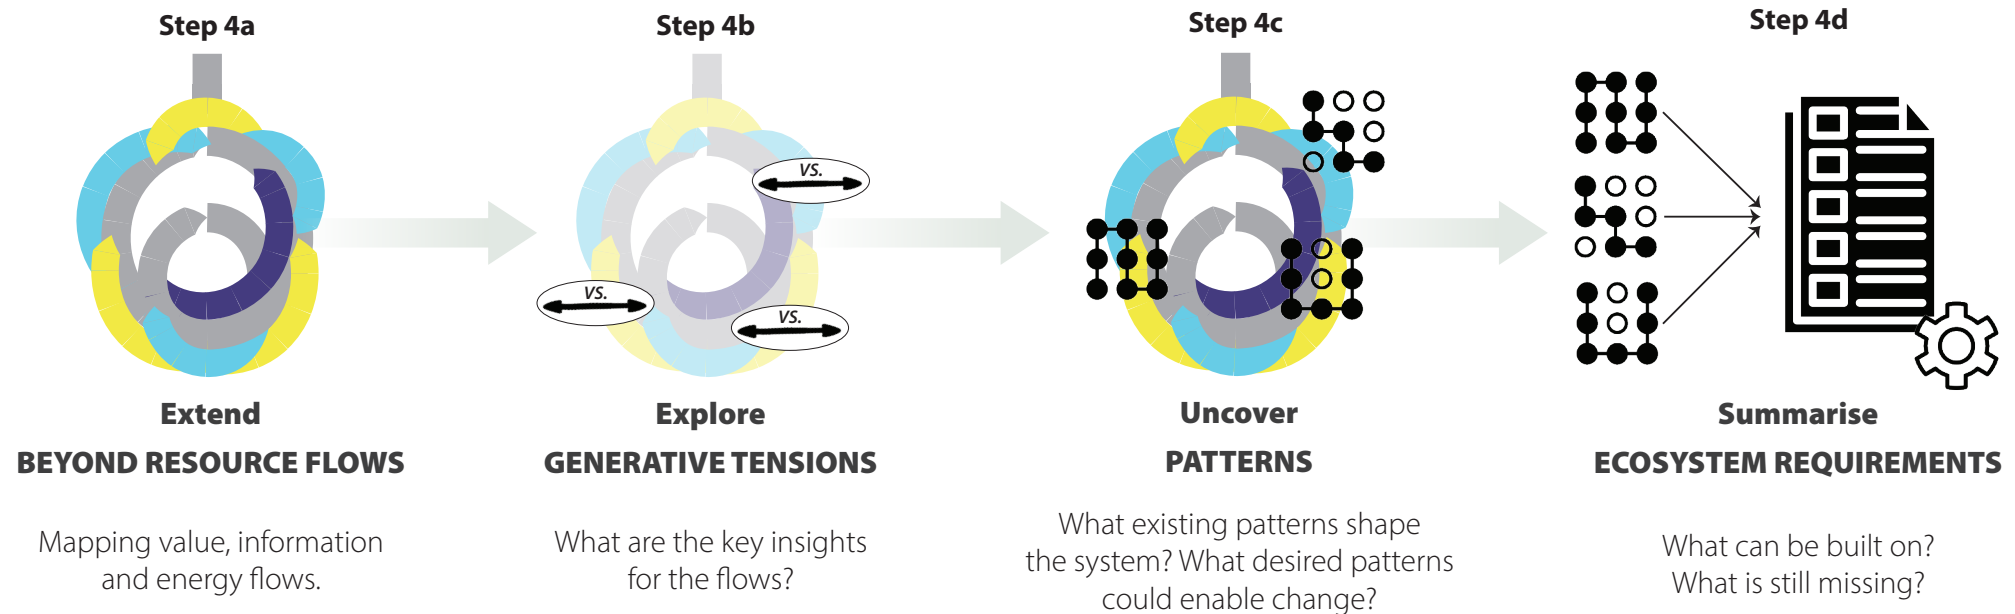 Step 4a
Extend
BEYOND RESOURCE FLOWS
Mapping value, information
and energy flows.
Step 4b
VS.
VS.
VS.
Explore
GENERATIVE TENSIONS
What are the key insights
for the flows?
Step 4c
Uncover
PATTERNS
What existing patterns shape
the system? What desired patterns
could enable change?
Step 4d
Summarise
ECOSYSTEM REQUIREMENTS
What can be built on?
What is still missing?